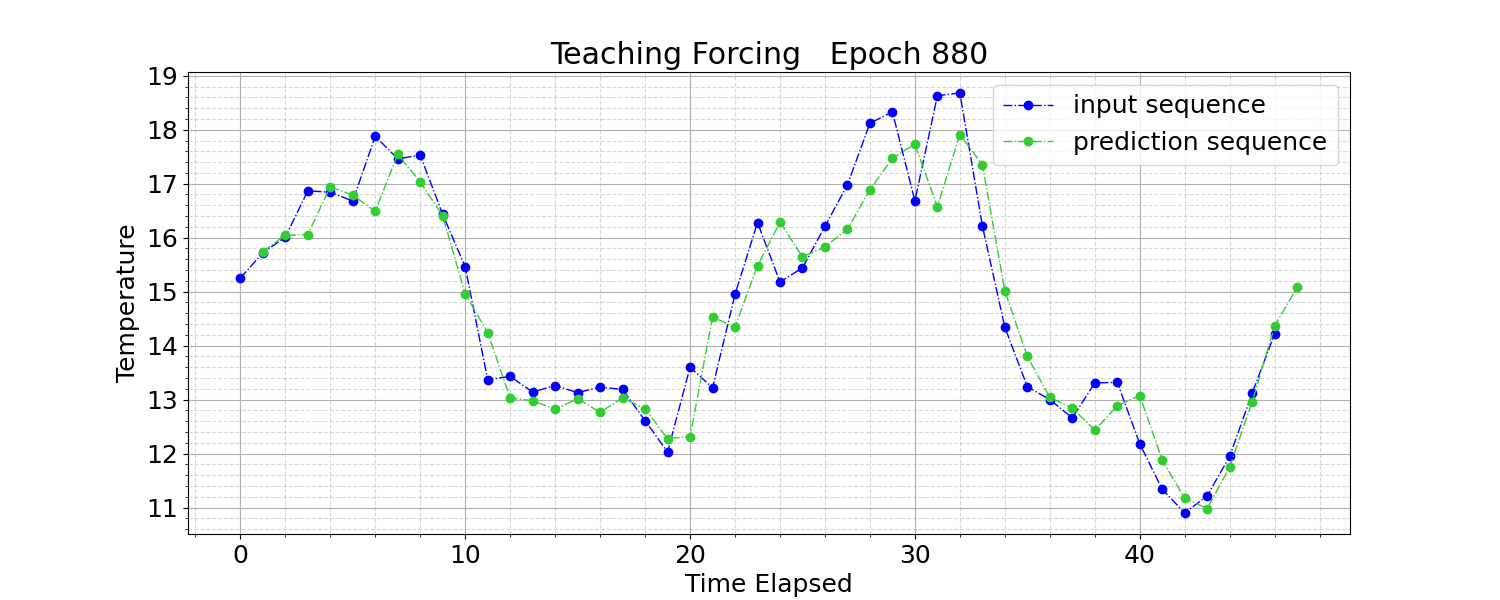 Teaching Forcing   Epoch 880
19
18
17
16
15
14
13
12
11
Temperature
input sequence
prediction sequence
0 10 20 30 40
Time Elapsed